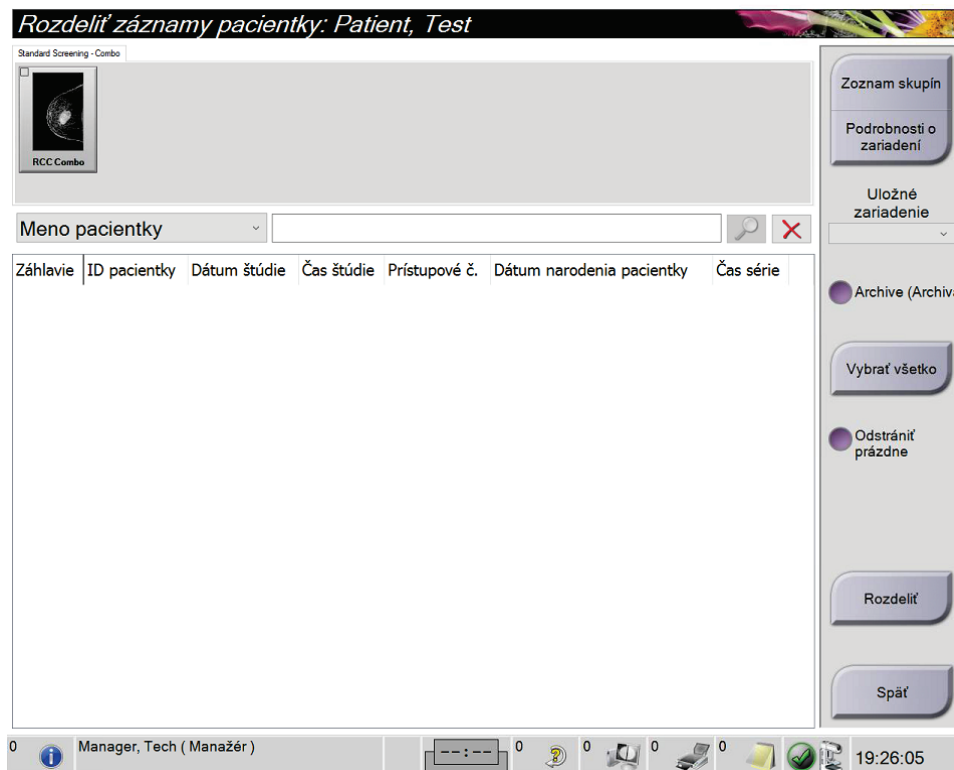 Rozdeliť záznamy pacientky: Patient, Test
Standard Screening - Combo
RCC Combo
Zoznam skupín
Podrobnosti o
zariadení
Uložné
zariadenie
Meno pacientky
Záhlavie ID pacientky Dátum štúdie Čas štúdie Prístupové č. Dátum narodenia pacientky Čas série
Archive (Archiva
Vybrať všetko
Odstrániť
prázdne
Rozdeliť
Späť
0 Manager, Tech ( Manažér ) --:-- 0 0 0 0 19:26:05